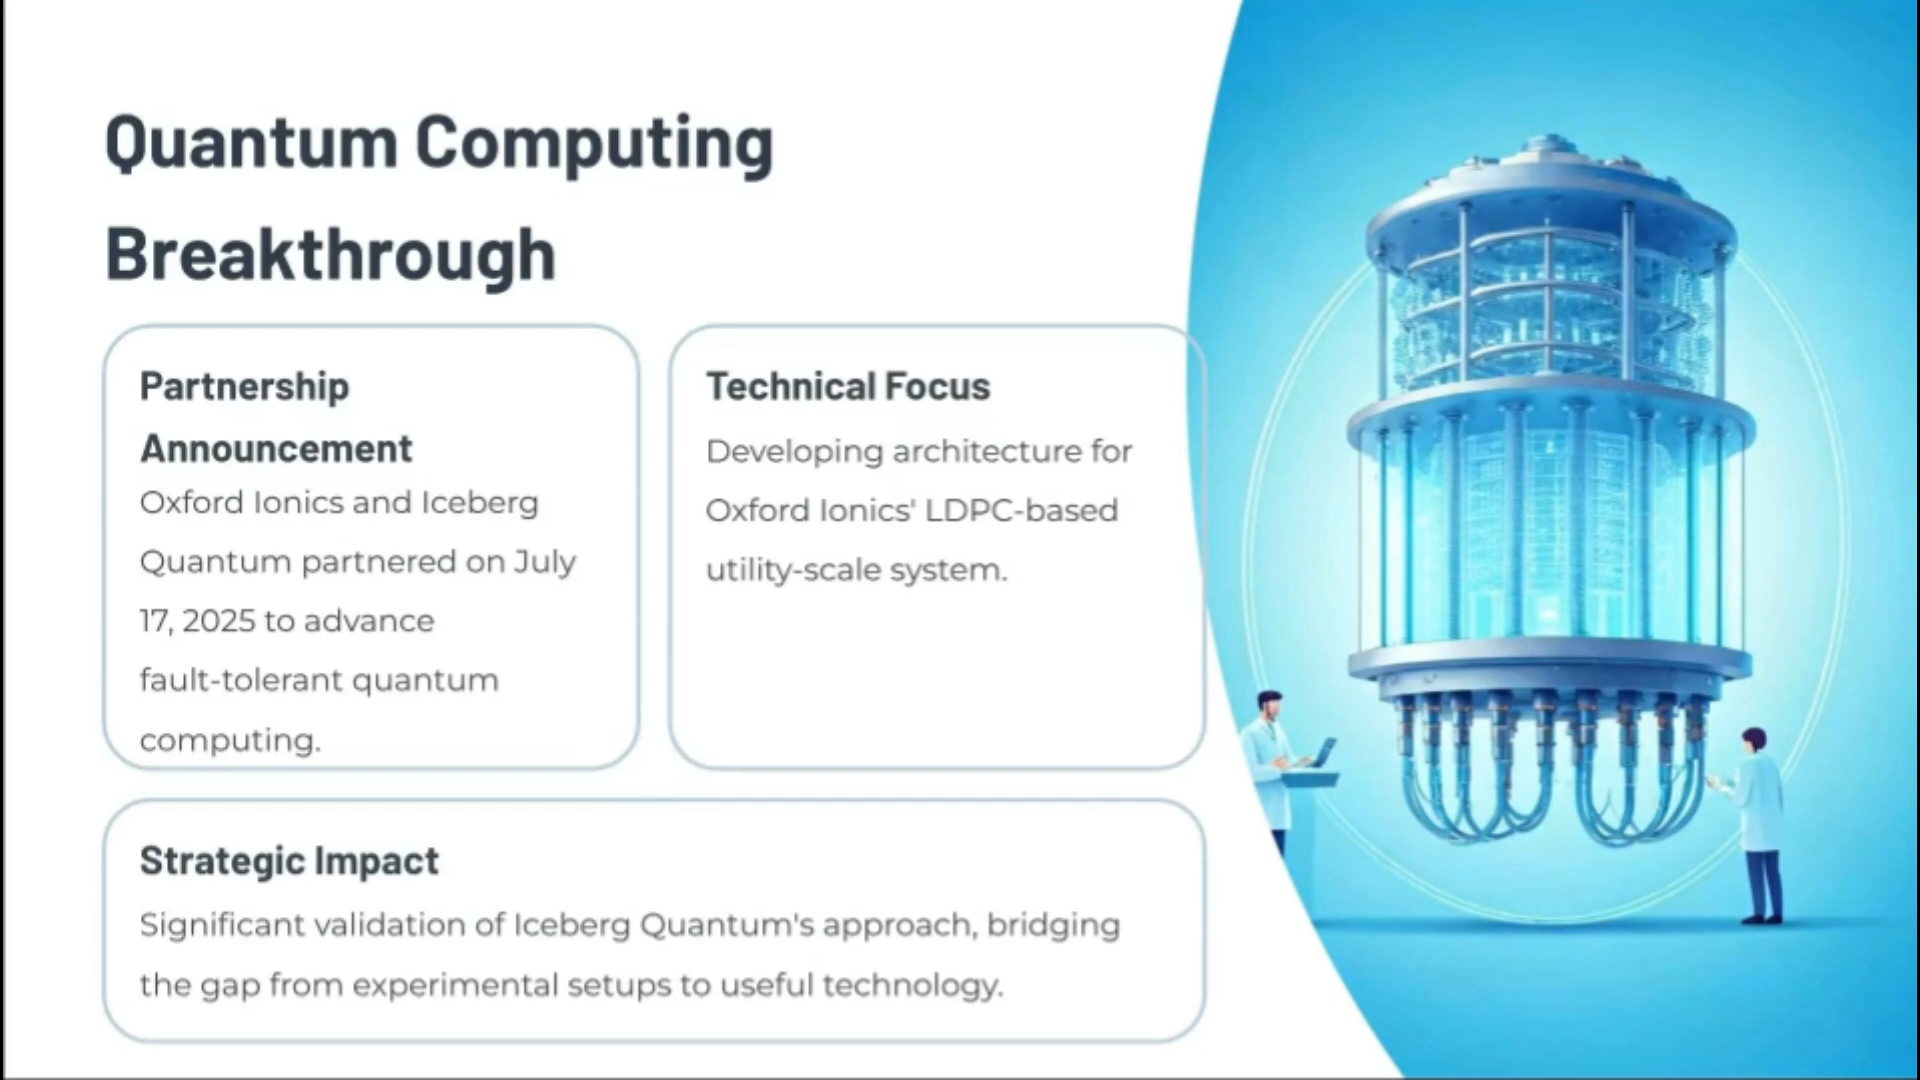 Quantum Computing
Breakthrough
Partnership
Announcement
Oxford Ionics and Iceberg
Quantum partnered on July
17, 2025 to advance
fault-tolerant quantum
computing.
Technical Focus
Developing architecture for
Oxford Ionics' LDPC-based
utility-scale system.
Strategic Impact
Significant validation of Iceberg Quantum's approach, bridging
the gap from experimental setups to useful technology.